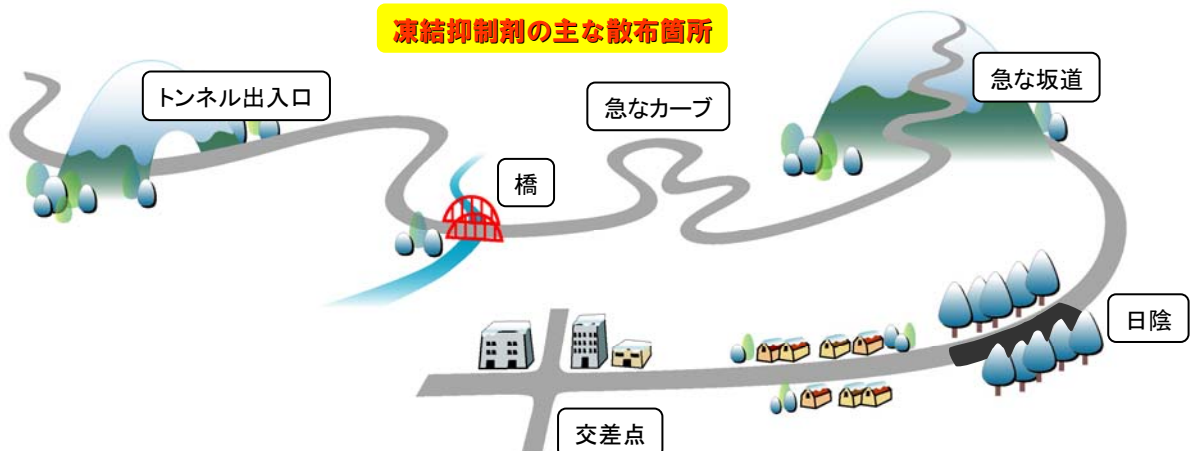 凍結抑制剤の主な散布箇所
トンネル出入口
急なカーブ
急な坂道
橋
日陰
交差点